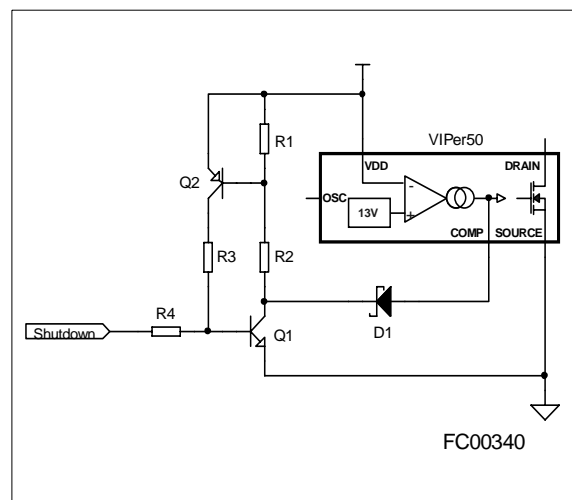 R1
VIPer50
VDD
DRAIN
Q2
-
OSC
13V
+
COMP
SOURCE
R3
R2
R4
D1
Shutdown
Q1
FC00340